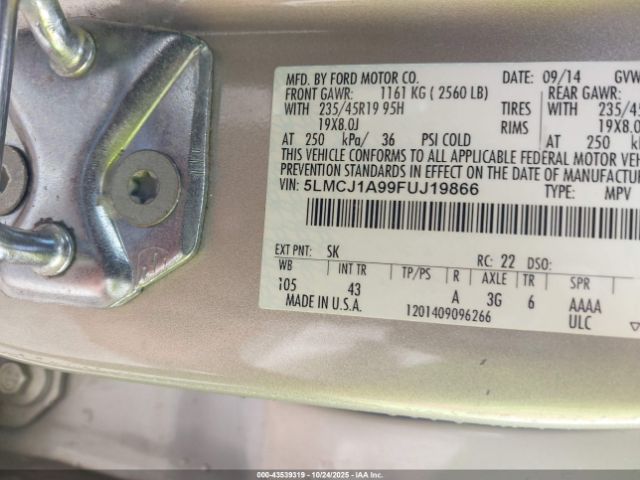 MFD. BY FORD MOTOR CO. DATE: 09/14 GVW
FRONT GAWR: 1161 KG ( 2560 LB) REAR GAWR:
WITH 235/45R19 95H TIRES WITH 235/45
19X8.0J RIMS 19X8.0
AT 250 kPa/ 36 PSI COLD AT 250
THIS VEHICLE CONFORMS TO ALL APPLICABLE FEDERAL MOTOR VEH
PREVENTION STANDARDS IN EFFECT ON THE DATE OF MANUFACTU
VIN: 5LMCJ1A99FUJ19866 TYPE: MPV
EXT PNT: SK RC: 22 DSO:
WB INT TR TP/PS R AXLE TR SPR
105 43 A 3G 6 AAAA
MADE IN U.S.A. 1201409096266 ULC
000-43539319 | 10/24/2025 | IAAI.COM